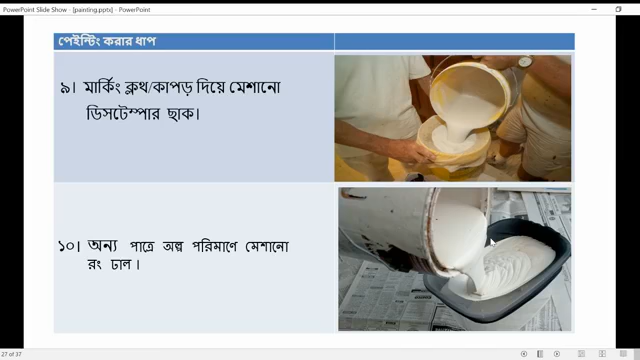 PowerPoint Slide Show - [painting.pptx] - PowerPoint
পেইন্টিং করার ধাপ
৯। মার্কিং ক্লথ/কাপড় দিয়ে মেশানো
ডিসটেম্পার ছাক।
১০। অন্য পাত্রে অল্প পরিমাণে মেশানো
রং ঢাল।
27 of 37